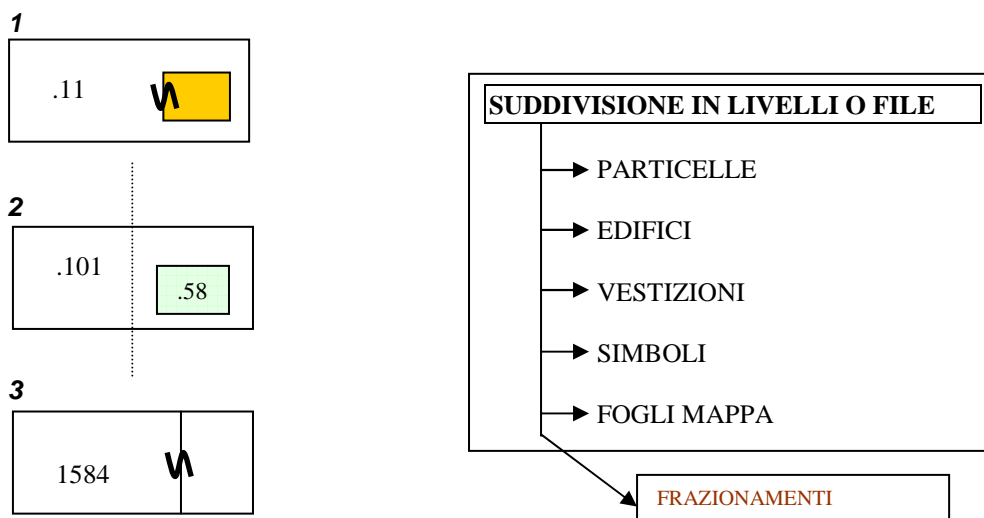 1
.11
2
.101
.58
3
1584
SUDDIVISIONE IN LIVELLI O FILE
PARTICELLE
EDIFICI
VESTIZIONI
SIMBOLI
FOGLI MAPPA
FRAZIONAMENTI